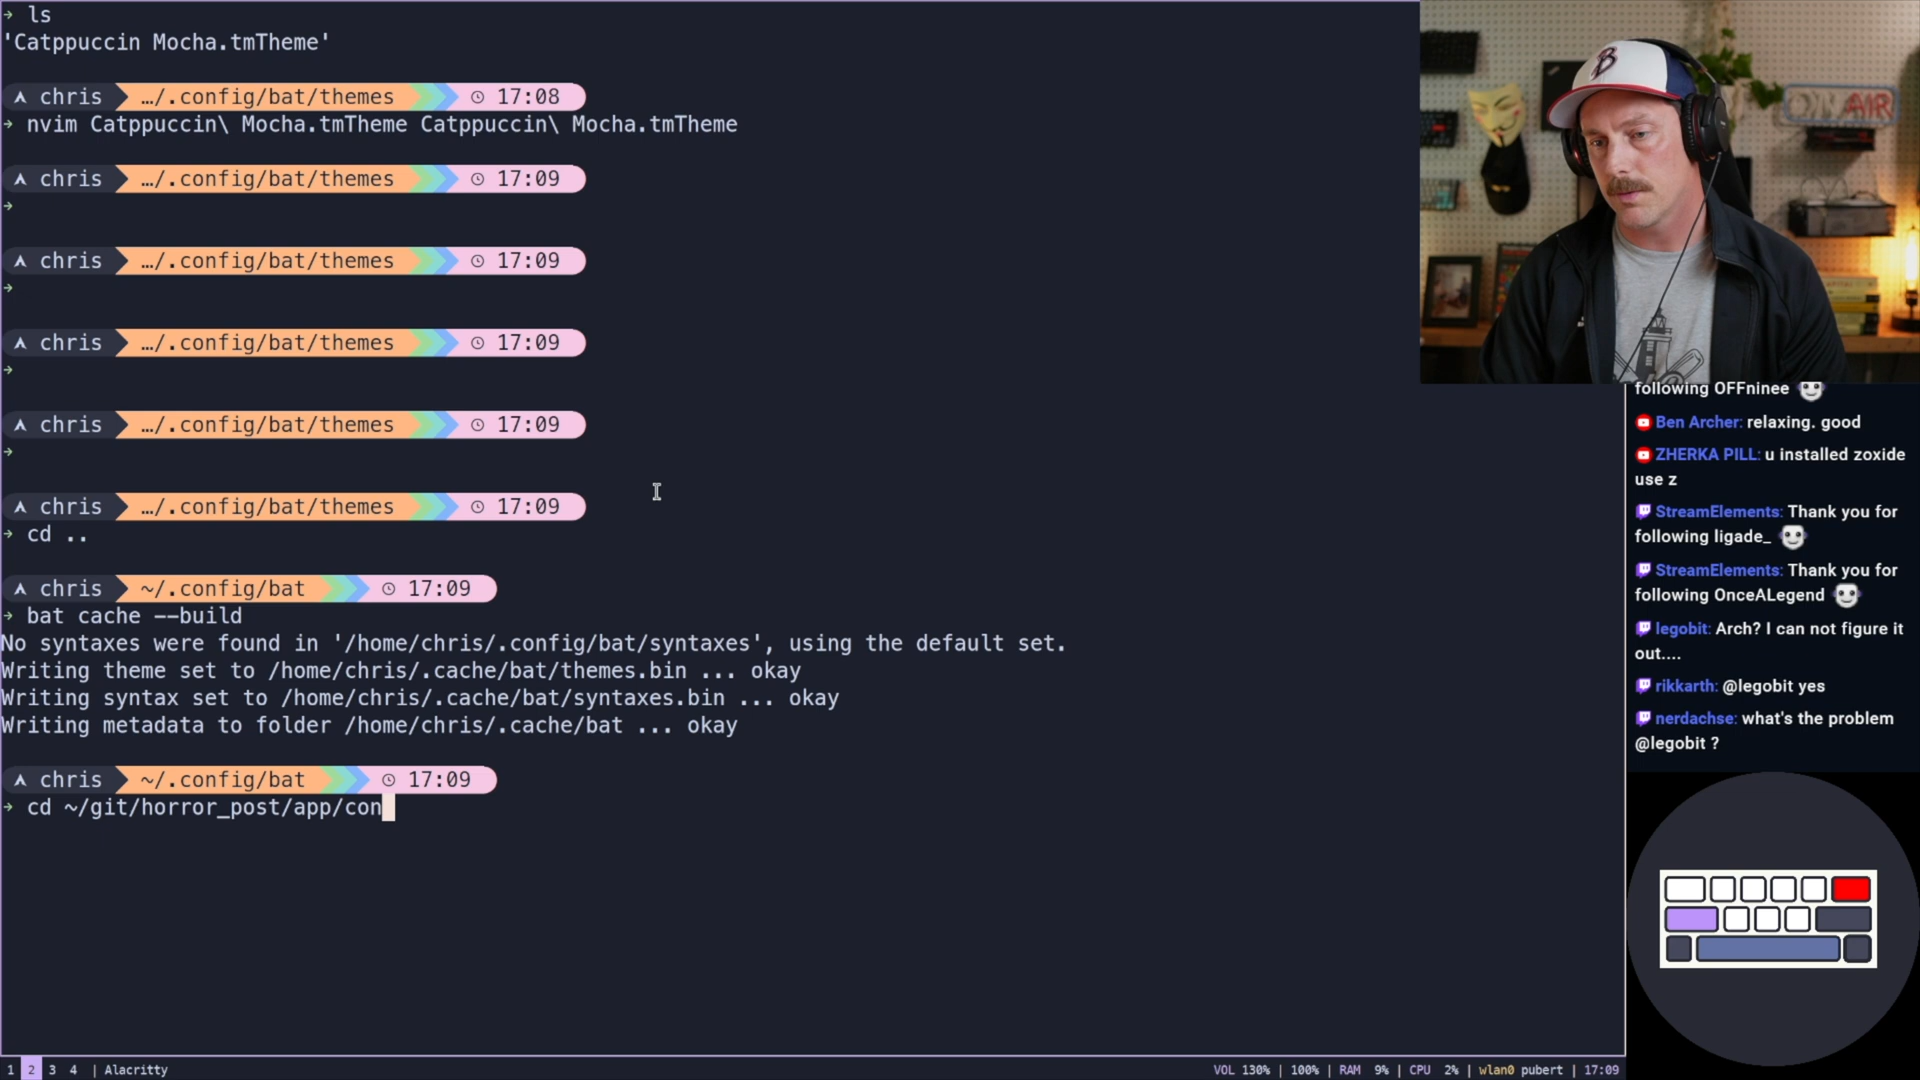 → ls
'Catppuccin Mocha.tmTheme'
chris …/.config/bat/themes 17:08
→ nvim Catppuccin\ Mocha.tmTheme Catppuccin\ Mocha.tmTheme
chris …/.config/bat/themes 17:09
→
chris …/.config/bat/themes 17:09
→
chris …/.config/bat/themes 17:09
→
chris …/.config/bat/themes 17:09
→
chris …/.config/bat/themes 17:09
→ cd ..
chris ~/.config/bat 17:09
→ bat cache --build
No syntaxes were found in '/home/chris/.config/bat/syntaxes', using the default set.
Writing theme set to /home/chris/.cache/bat/themes.bin ... okay
Writing syntax set to /home/chris/.cache/bat/syntaxes.bin ... okay
Writing metadata to folder /home/chris/.cache/bat ... okay
chris ~/.config/bat 17:09
→ cd ~/git/horror_post/app/con
1 2 3 4 | Alacritty
VOL 130% | 100% | RAM 9% | CPU 2% | wlan0 pubert | 17:09
B
ON AIR
following OFFninee
Ben Archer: relaxing. good
ZHERKA PILL: u installed zoxide
use z
StreamElements: Thank you for
following ligade_
StreamElements: Thank you for
following OnceALegend
legobit: Arch? I can not figure it
out....
rikkarth: @legobit yes
nerdachse: what's the problem
@legobit ?